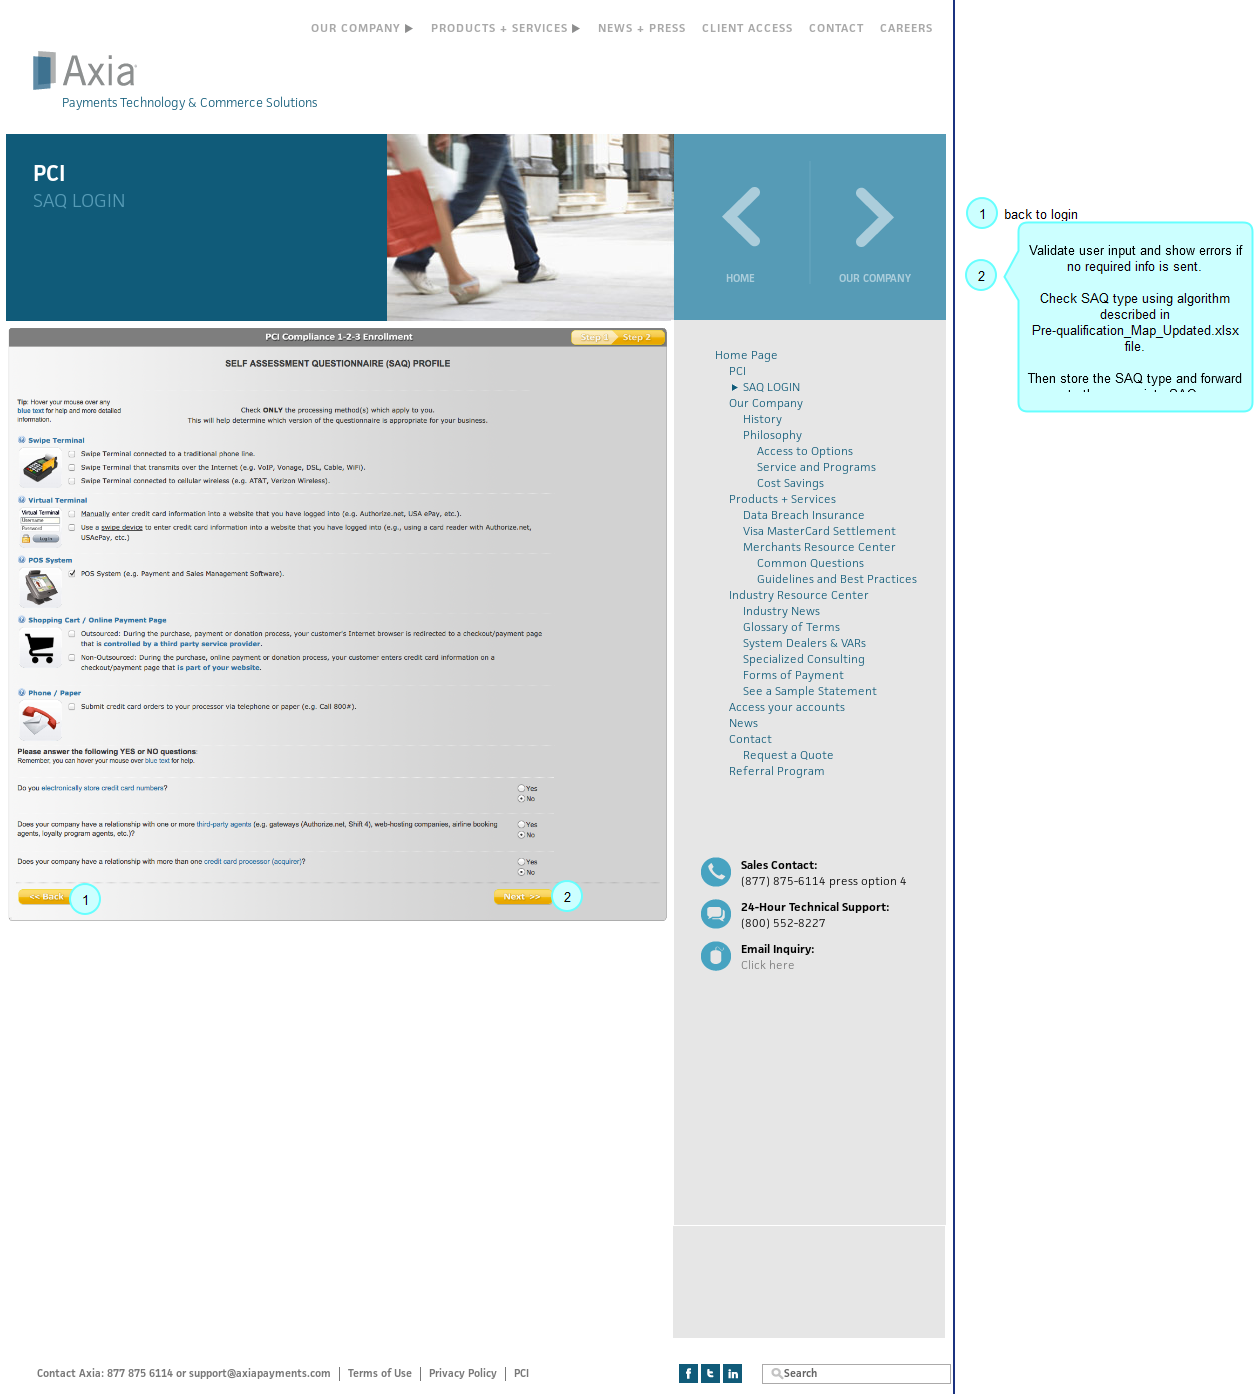 OUR COMPANY PRODUCTS + SERVICES NEWS + PRESS CLIENT ACCESS CONTACT CAREERS
Axia
Payments Technology & Commerce Solutions
PCI
SAQ LOGIN
HOME OUR COMPANY
PCI Compliance 1-2-3 Enrollment
Step 1 Step 2
SELF ASSESSMENT QUESTIONNAIRE (SAQ) PROFILE
Tip: Hover your mouse over any
blue text for help and more detailed
information.
Check ONLY the processing method(s) which apply to you.
This will help determine which version of the questionnaire is appropriate for your business.
Swipe Terminal
Swipe Terminal connected to a traditional phone line.
Swipe Terminal that transmits over the Internet (e.g. VoIP, Vonage, DSL, Cable, WiFi).
Swipe Terminal connected to cellular wireless (e.g. AT&T, Verizon Wireless).
Virtual Terminal
Virtual Terminal
Username
Password
Log In
Manually enter credit card information into a website that you have logged into (e.g. Authorize.net, USA ePay, etc.).
Use a swipe device to enter credit card information into a website that you have logged into (e.g., using a card reader with Authorize.net,
USAePay, etc.)
POS System
POS System (e.g. Payment and Sales Management Software).
Shopping Cart / Online Payment Page
Outsourced: During the purchase, payment or donation process, your customer's Internet browser is redirected to a checkout/payment page
that is controlled by a third party service provider.
Non-Outsourced: During the purchase, online payment or donation process, your customer enters credit card information on a
checkout/payment page that is part of your website.
Phone / Paper
Submit credit card orders to your processor via telephone or paper (e.g. Call 800#).
Please answer the following YES or NO questions:
Remember, you can hover your mouse over blue text for help.
Do you electronically store credit card numbers?
Yes
No
Does your company have a relationship with one or more third-party agents (e.g. gateways (Authorize.net, Shift 4), web-hosting companies, airline booking
agents, loyalty program agents, etc.)?
Yes
No
Does your company have a relationship with more than one credit card processor (acquirer)?
Yes
No
<< Back 1
Next >> 2
Home Page
PCI
SAQ LOGIN
Our Company
History
Philosophy
Access to Options
Service and Programs
Cost Savings
Products + Services
Data Breach Insurance
Visa MasterCard Settlement
Merchants Resource Center
Common Questions
Guidelines and Best Practices
Industry Resource Center
Industry News
Glossary of Terms
System Dealers & VARs
Specialized Consulting
Forms of Payment
See a Sample Statement
Access your accounts
News
Contact
Request a Quote
Referral Program
Sales Contact:
(877) 875-6114 press option 4
24-Hour Technical Support:
(800) 552-8227
Email Inquiry:
Click here
1 back to login
2
Validate user input and show errors if
no required info is sent.
Check SAQ type using algorithm
described in
Pre-qualification_Map_Updated.xlsx
file.
Then store the SAQ type and forward
Contact Axia: 877 875 6114 or support@axiapayments.com Terms of Use Privacy Policy PCI
Search